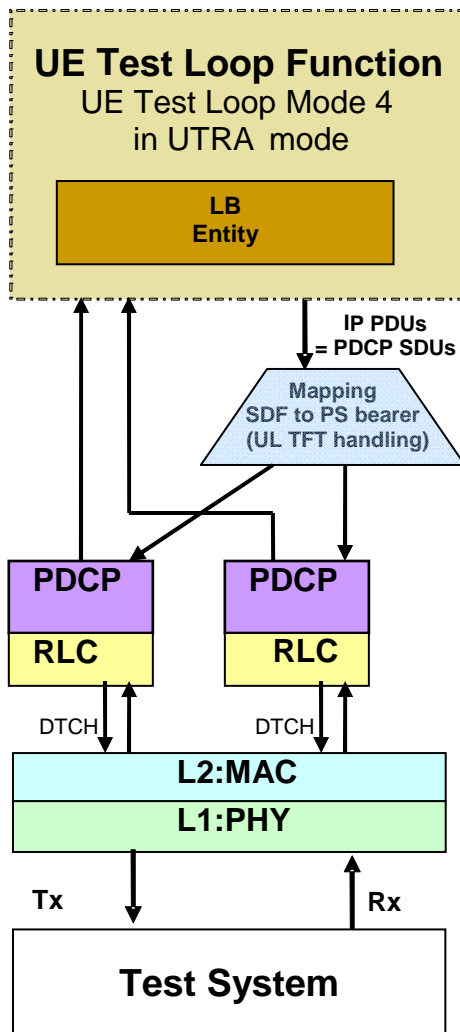 UE Test Loop Function
UE Test Loop Mode 4
in UTRA mode
LB
Entity
IP PDUs
= PDCP SDUs
Mapping
SDF to PS bearer
(UL TFT handling)
PDCP
PDCP
RLC
RLC
DTCH
DTCH
L2:MAC
L1:PHY
Tx
Rx
Test System